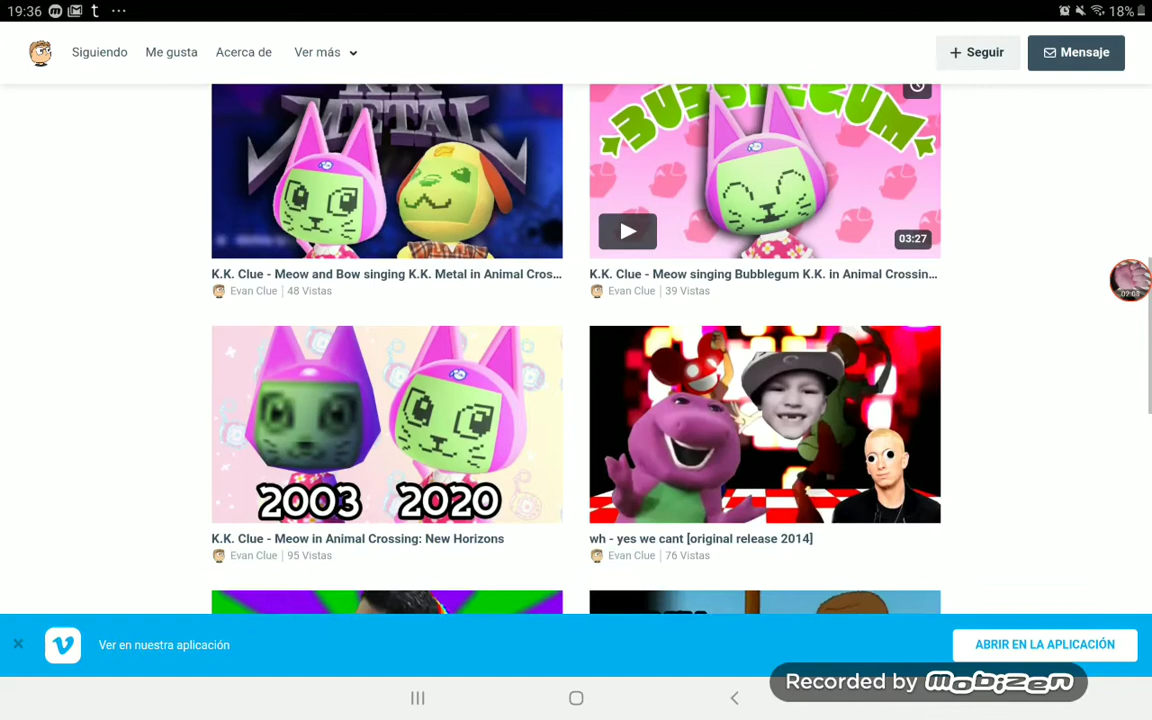 19:36
18%
Siguiendo Me gusta Acerca de Ver más
+ Seguir
Mensaje
K.K.
METAL
BUBBLEGUM
03:27
K.K. Clue - Meow and Bow singing K.K. Metal in Animal Cros...
Evan Clue | 48 Vistas
K.K. Clue - Meow singing Bubblegum K.K. in Animal Crossin...
Evan Clue | 39 Vistas
02:03
2003 2020
K.K. Clue - Meow in Animal Crossing: New Horizons
Evan Clue | 95 Vistas
wh - yes we cant [original release 2014]
Evan Clue | 76 Vistas
Ver en nuestra aplicación
ABRIR EN LA APLICACIÓN
Recorded by mobizen